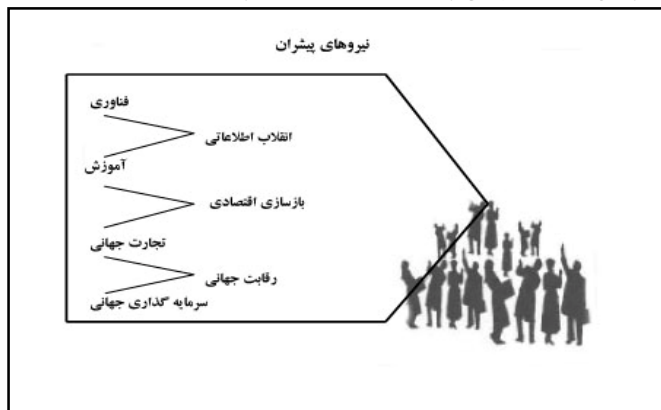 نیروهای پیشران
فناوری
انقلاب اطلاعاتی
آموزش
بازسازی اقتصادی
تجارت جهانی
رقابت جهانی
سرمایه گذاری جهانی